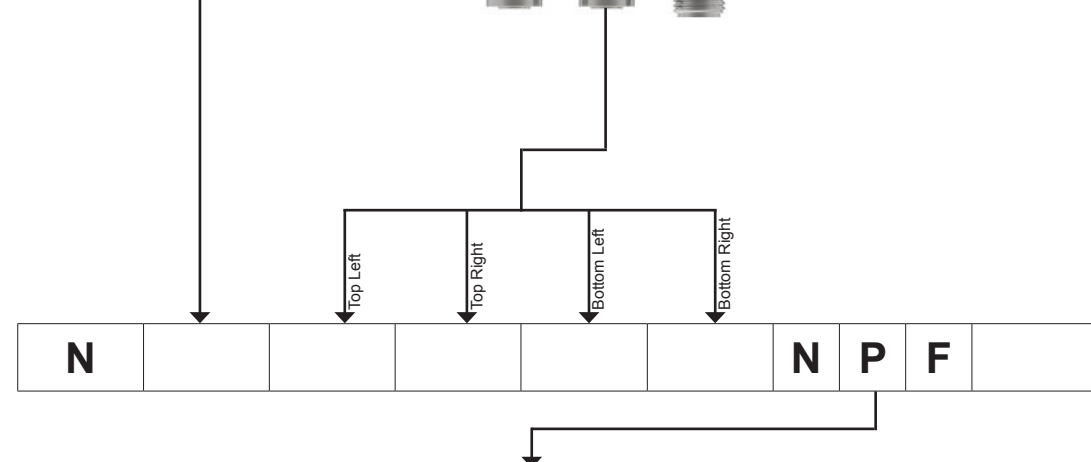 Top Left
Top Right
Bottom Left
Bottom Right
N N P F